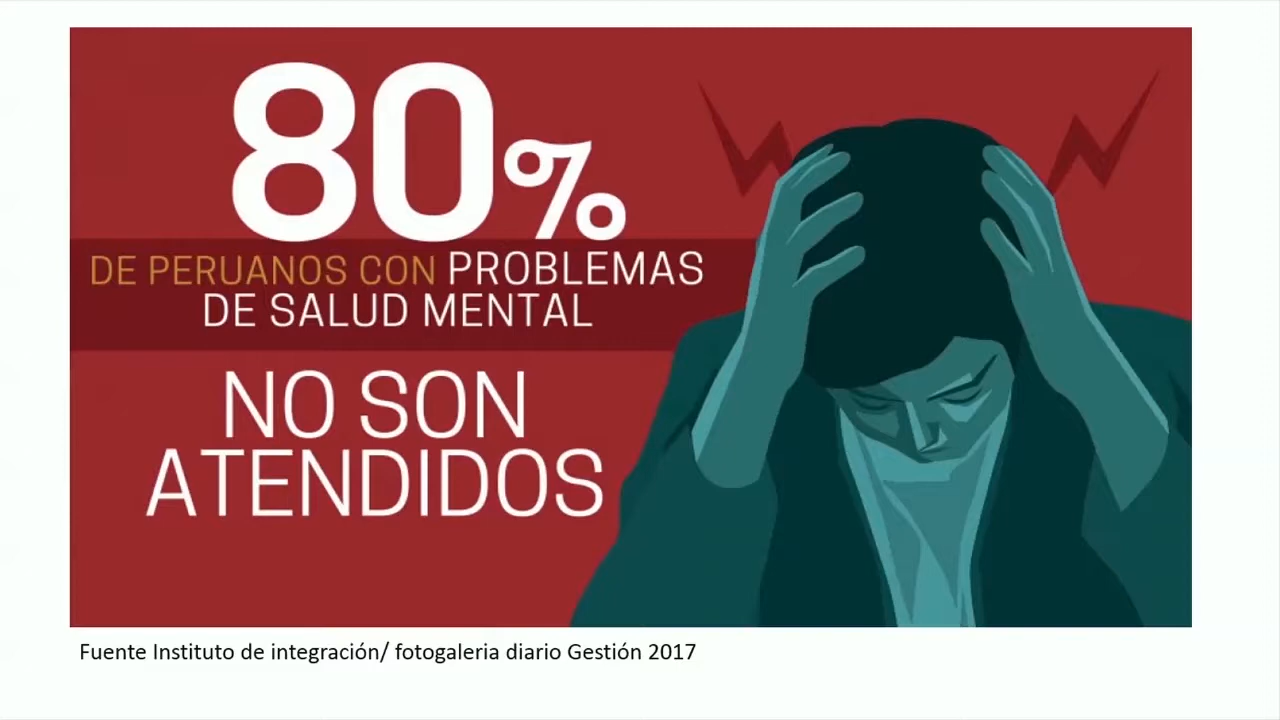 80%
DE PERUANOS CON PROBLEMAS
DE SALUD MENTAL
NO SON
ATENDIDOS
Fuente Instituto de integración/ fotogaleria diario Gestión 2017